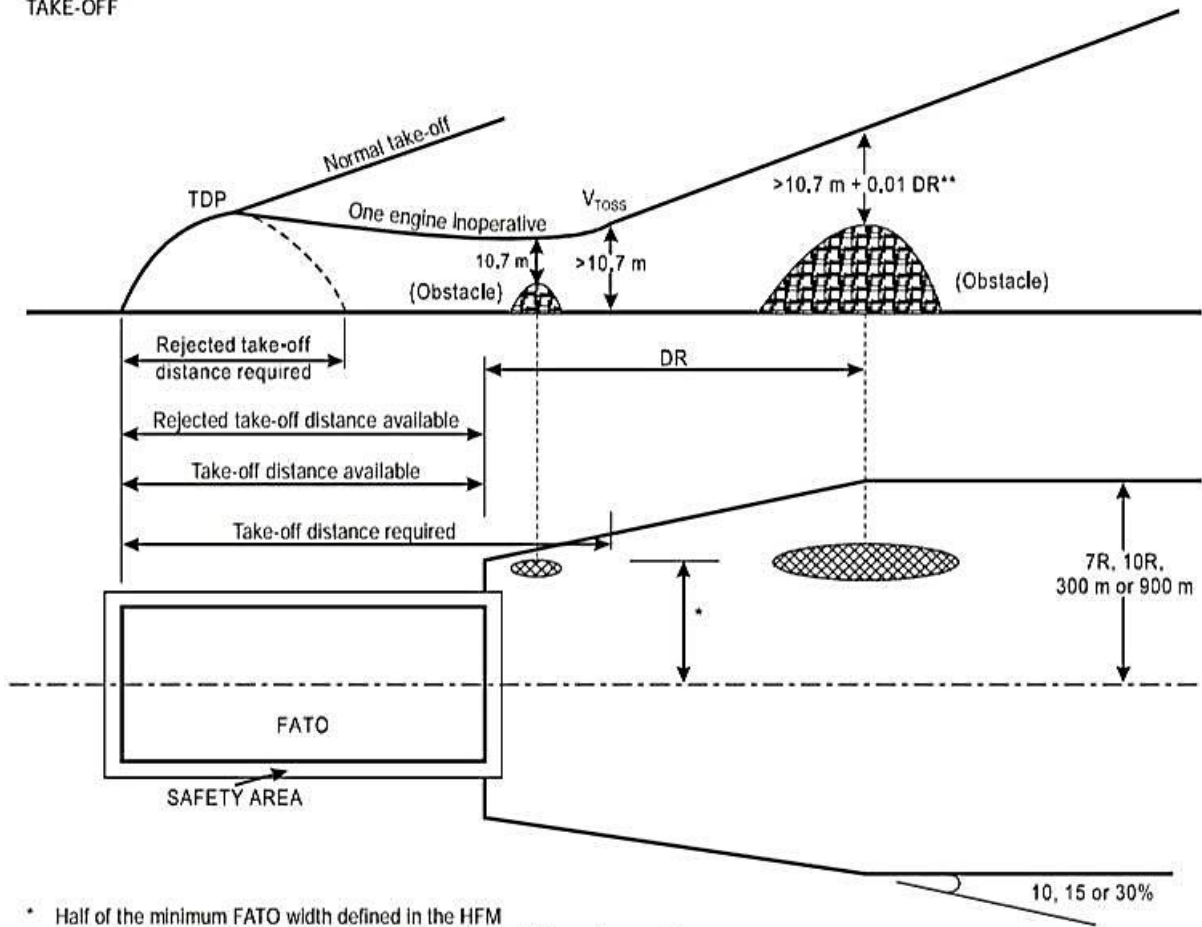 TAKE-OFF
Normal take-off
TDP
One engine inoperative
V_TOSS
>10.7 m + 0.01 DR**
10.7 m
>10.7 m
(Obstacle)
(Obstacle)
Rejected take-off
distance required
DR
Rejected take-off distance available
Take-off distance available
Take-off distance required
7R, 10R,
300 m or 900 m
*
FATO
SAFETY AREA
10, 15 or 30%
* Half of the minimum FATO width defined in the HFM